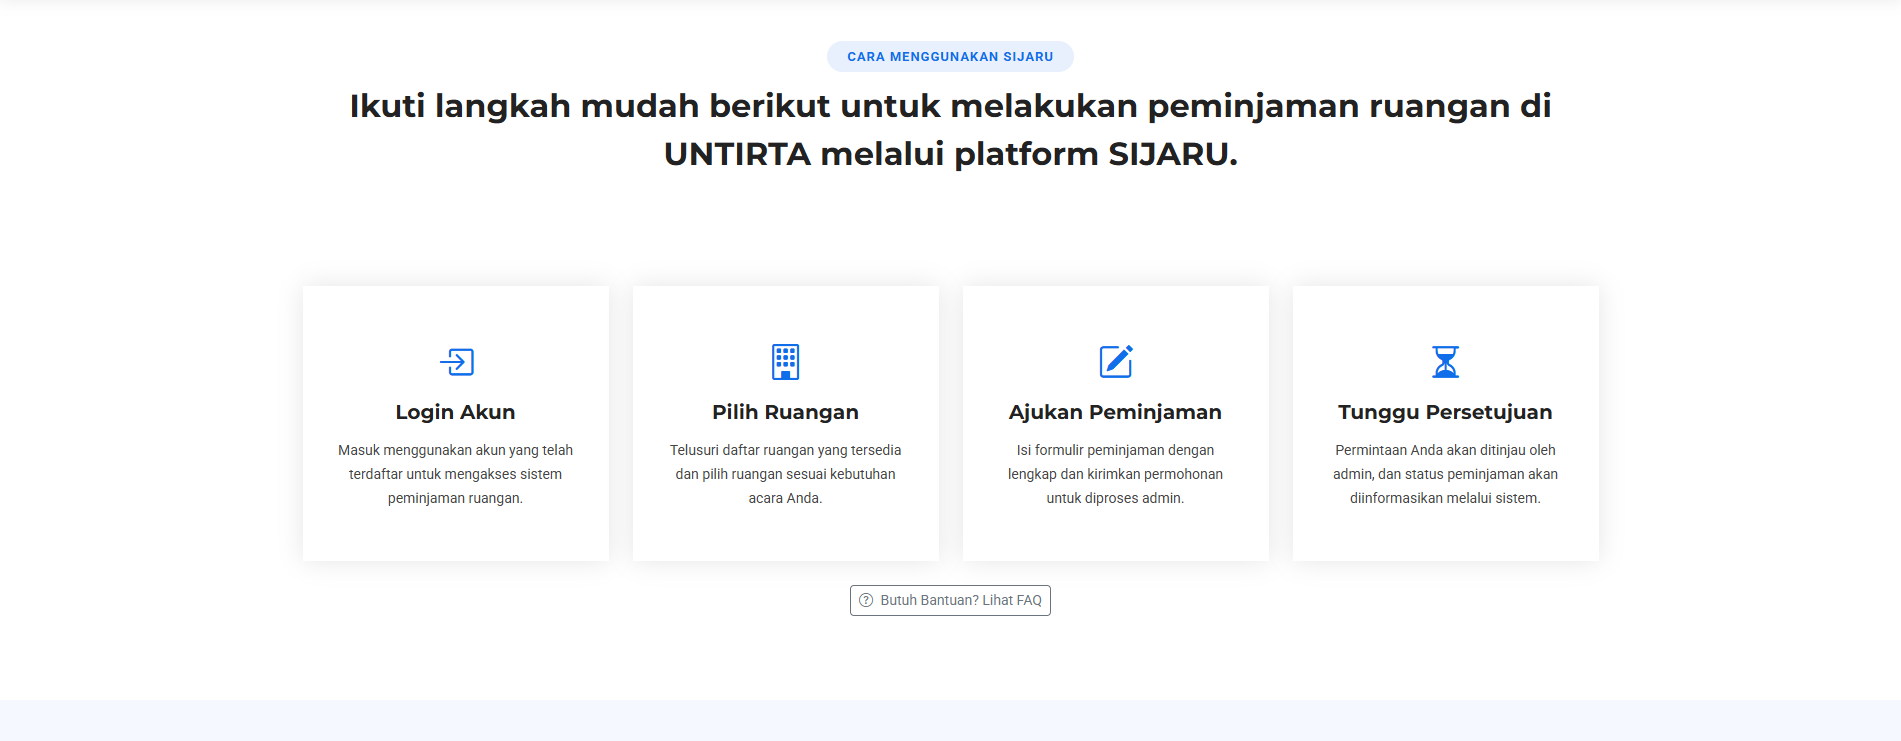 CARA MENGGUNAKAN SIJARU
Ikuti langkah mudah berikut untuk melakukan peminjaman ruangan di
UNTIRTA melalui platform SIJARU.
Login Akun
Masuk menggunakan akun yang telah
terdaftar untuk mengakses sistem
peminjaman ruangan.
Pilih Ruangan
Telusuri daftar ruangan yang tersedia
dan pilih ruangan sesuai kebutuhan
acara Anda.
Ajukan Peminjaman
Isi formulir peminjaman dengan
lengkap dan kirimkan permohonan
untuk diproses admin.
Tunggu Persetujuan
Permintaan Anda akan ditinjau oleh
admin, dan status peminjaman akan
diinformasikan melalui sistem.
Butuh Bantuan? Lihat FAQ